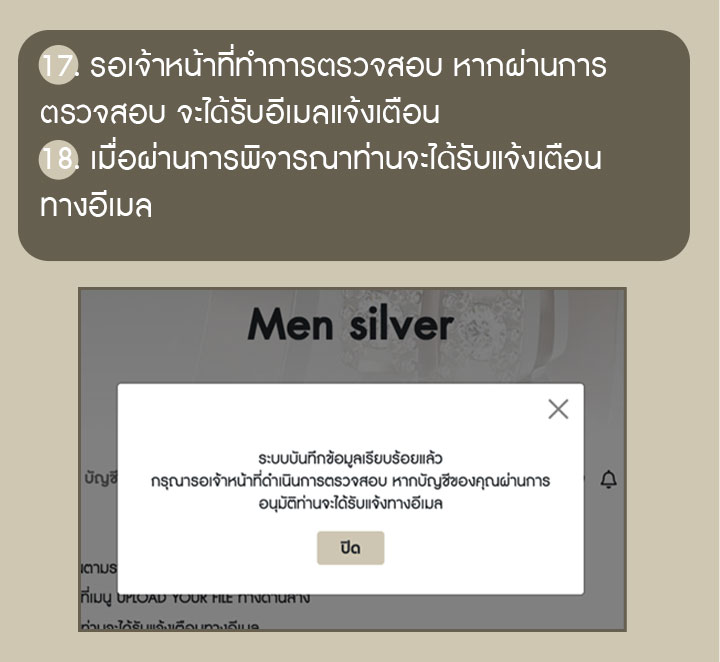 17. รอเจ้าหน้าที่ทำการตรวจสอบ หากผ่านการ
ตรวจสอบ จะได้รับอีเมลแจ้งเตือน
18. เมื่อผ่านการพิจารณาท่านจะได้รับแจ้งเตือน
ทางอีเมล
Men silver
ระบบบันทึกข้อมูลเรียบร้อยแล้ว
บัญชี
กรุณารอเจ้าหน้าที่ดำเนินการตรวจสอบ หากบัญชีของคุณผ่านการ
อนุมัติท่านจะได้รับแจ้งทางอีเมล
ปิด
ที่เมนู UPLOAD YOUR FILE ทางด้านล่าง